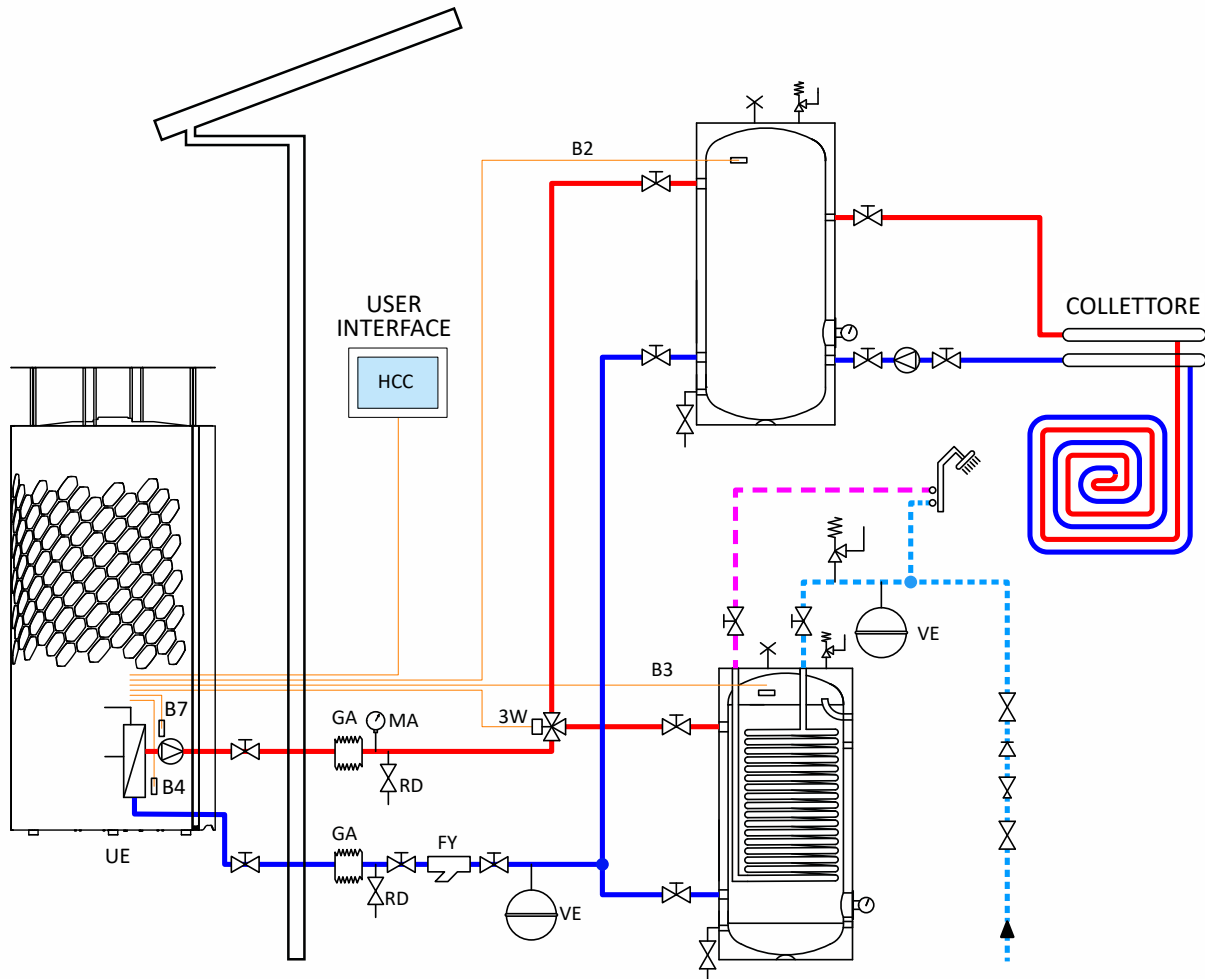 B2
USER
INTERFACE
COLLETTORE
HCC
VE
B3
B7
3W
GA
MA
B4
RD
UE
GA
FY
RD
VE